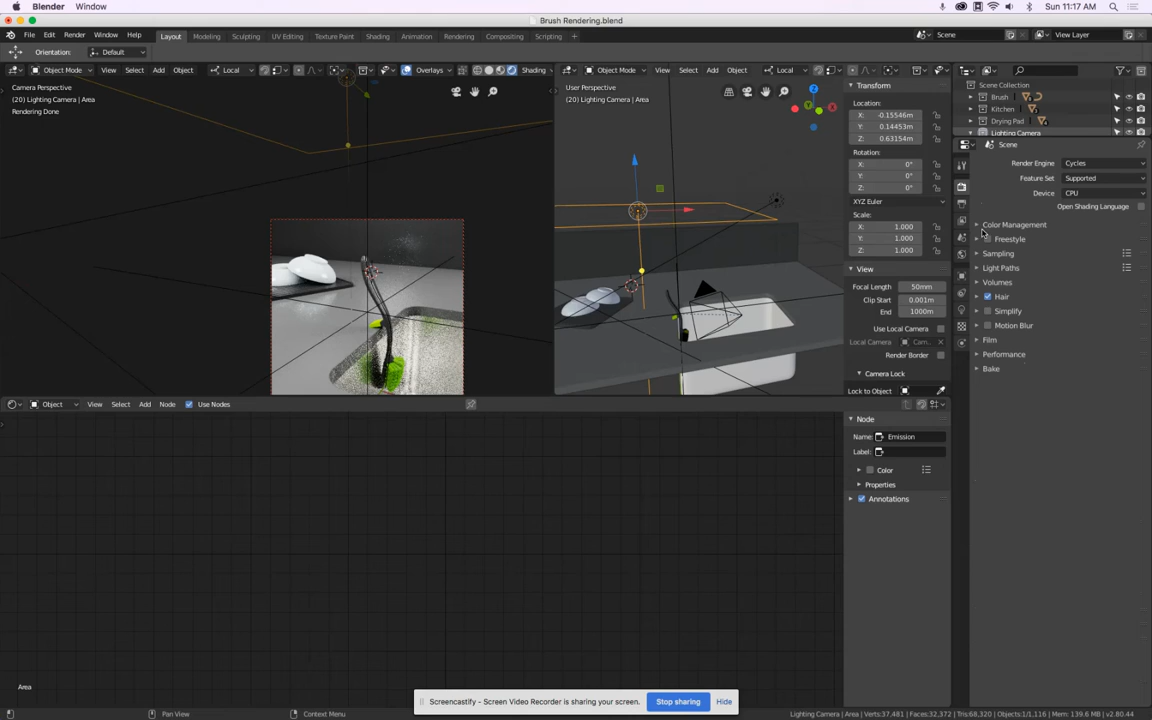 Blender Window Sun 11:17 AM
Brush Rendering.blend
File Edit Render Window Help Layout Modeling Sculpting UV Editing Texture Paint Shading Animation Rendering Compositing Scripting Scene View Layer
Orientation: Default
Object Mode View Select Add Object Local Overlays Shading Object Mode View Select Add Object Local
Camera Perspective
(20) Lighting Camera | Area
Rendering Done
User Perspective
(20) Lighting Camera | Area
Transform
Location:
X: -0.15546m
Y: 0.14453m
Z: 0.63154m
Rotation:
X: 0°
Y: 0°
Z: 0°
XYZ Euler
Scale:
X: 1.000
Y: 1.000
Z: 1.000
View
Focal Length 50mm
Clip Start 0.001m
End 1000m
Use Local Camera
Local Camera Cam...
Render Border
Camera Lock
Lock to Object
Scene Collection
Brush
Kitchen
Drying Pad
Lighting Camera
Scene
Render Engine Cycles
Feature Set Supported
Device CPU
Open Shading Language
Color Management
Freestyle
Sampling
Light Paths
Volumes
Hair
Simplify
Motion Blur
Film
Performance
Bake
Object View Select Add Node Use Nodes
Node
Name: Emission
Label:
Color
Properties
Annotations
Area
Screencastify - Screen Video Recorder is sharing your screen. Stop sharing Hide
Pan View Context Menu Lighting Camera | Area | Verts:37,481 | Faces:32,372 | Tris:68,320 | Objects:0/1,116 | Mem: 139.6 MB | v2.80.44